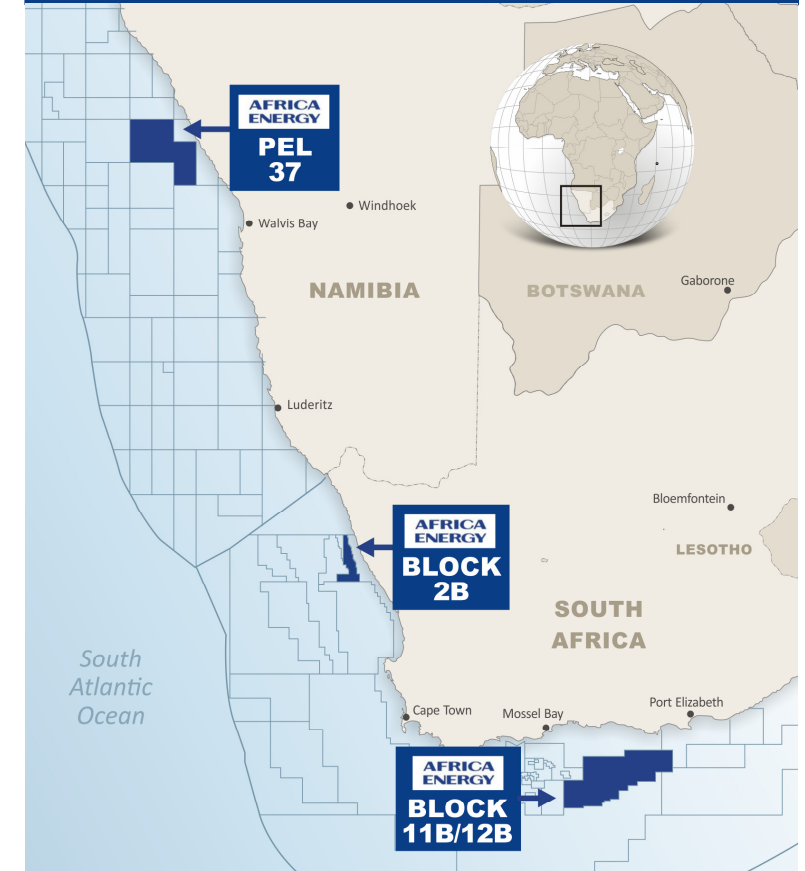 AFRICA
ENERGY
PEL
37
Windhoek
Walvis Bay
NAMIBIA
BOTSWANA
Gaborone
Luderitz
Bloemfontein
AFRICA
ENERGY
BLOCK
2B
LESOTHO
SOUTH
AFRICA
South
Atlantic
Ocean
Cape Town
Mossel Bay
Port Elizabeth
AFRICA
ENERGY
BLOCK
11B/12B